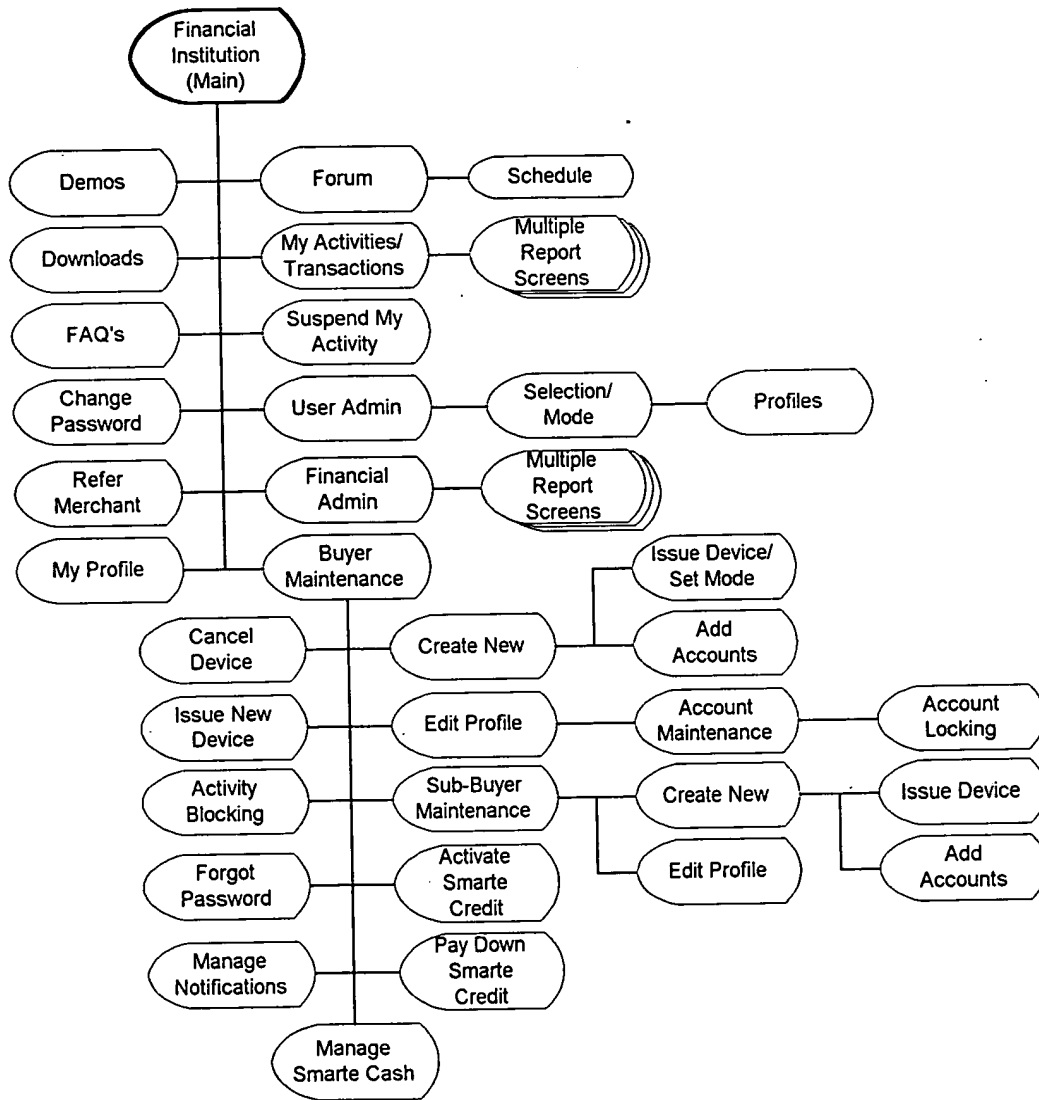 Financial
Institution
(Main)
Demos
Forum
Schedule
Downloads
My Activities/
Transactions
Multiple
Report
Screens
FAQ's
Suspend My
Activity
Change
Password
User Admin
Selection/
Mode
Profiles
Refer
Merchant
Financial
Admin
Multiple
Report
Screens
My Profile
Buyer
Maintenance
Issue Device/
Set Mode
Cancel
Device
Create New
Add
Accounts
Issue New
Device
Edit Profile
Account
Maintenance
Account
Locking
Activity
Blocking
Sub-Buyer
Maintenance
Create New
Issue Device
Forgot
Password
Activate
Smarte
Credit
Edit Profile
Add
Accounts
Manage
Notifications
Pay Down
Smarte
Credit
Manage
Smarte Cash